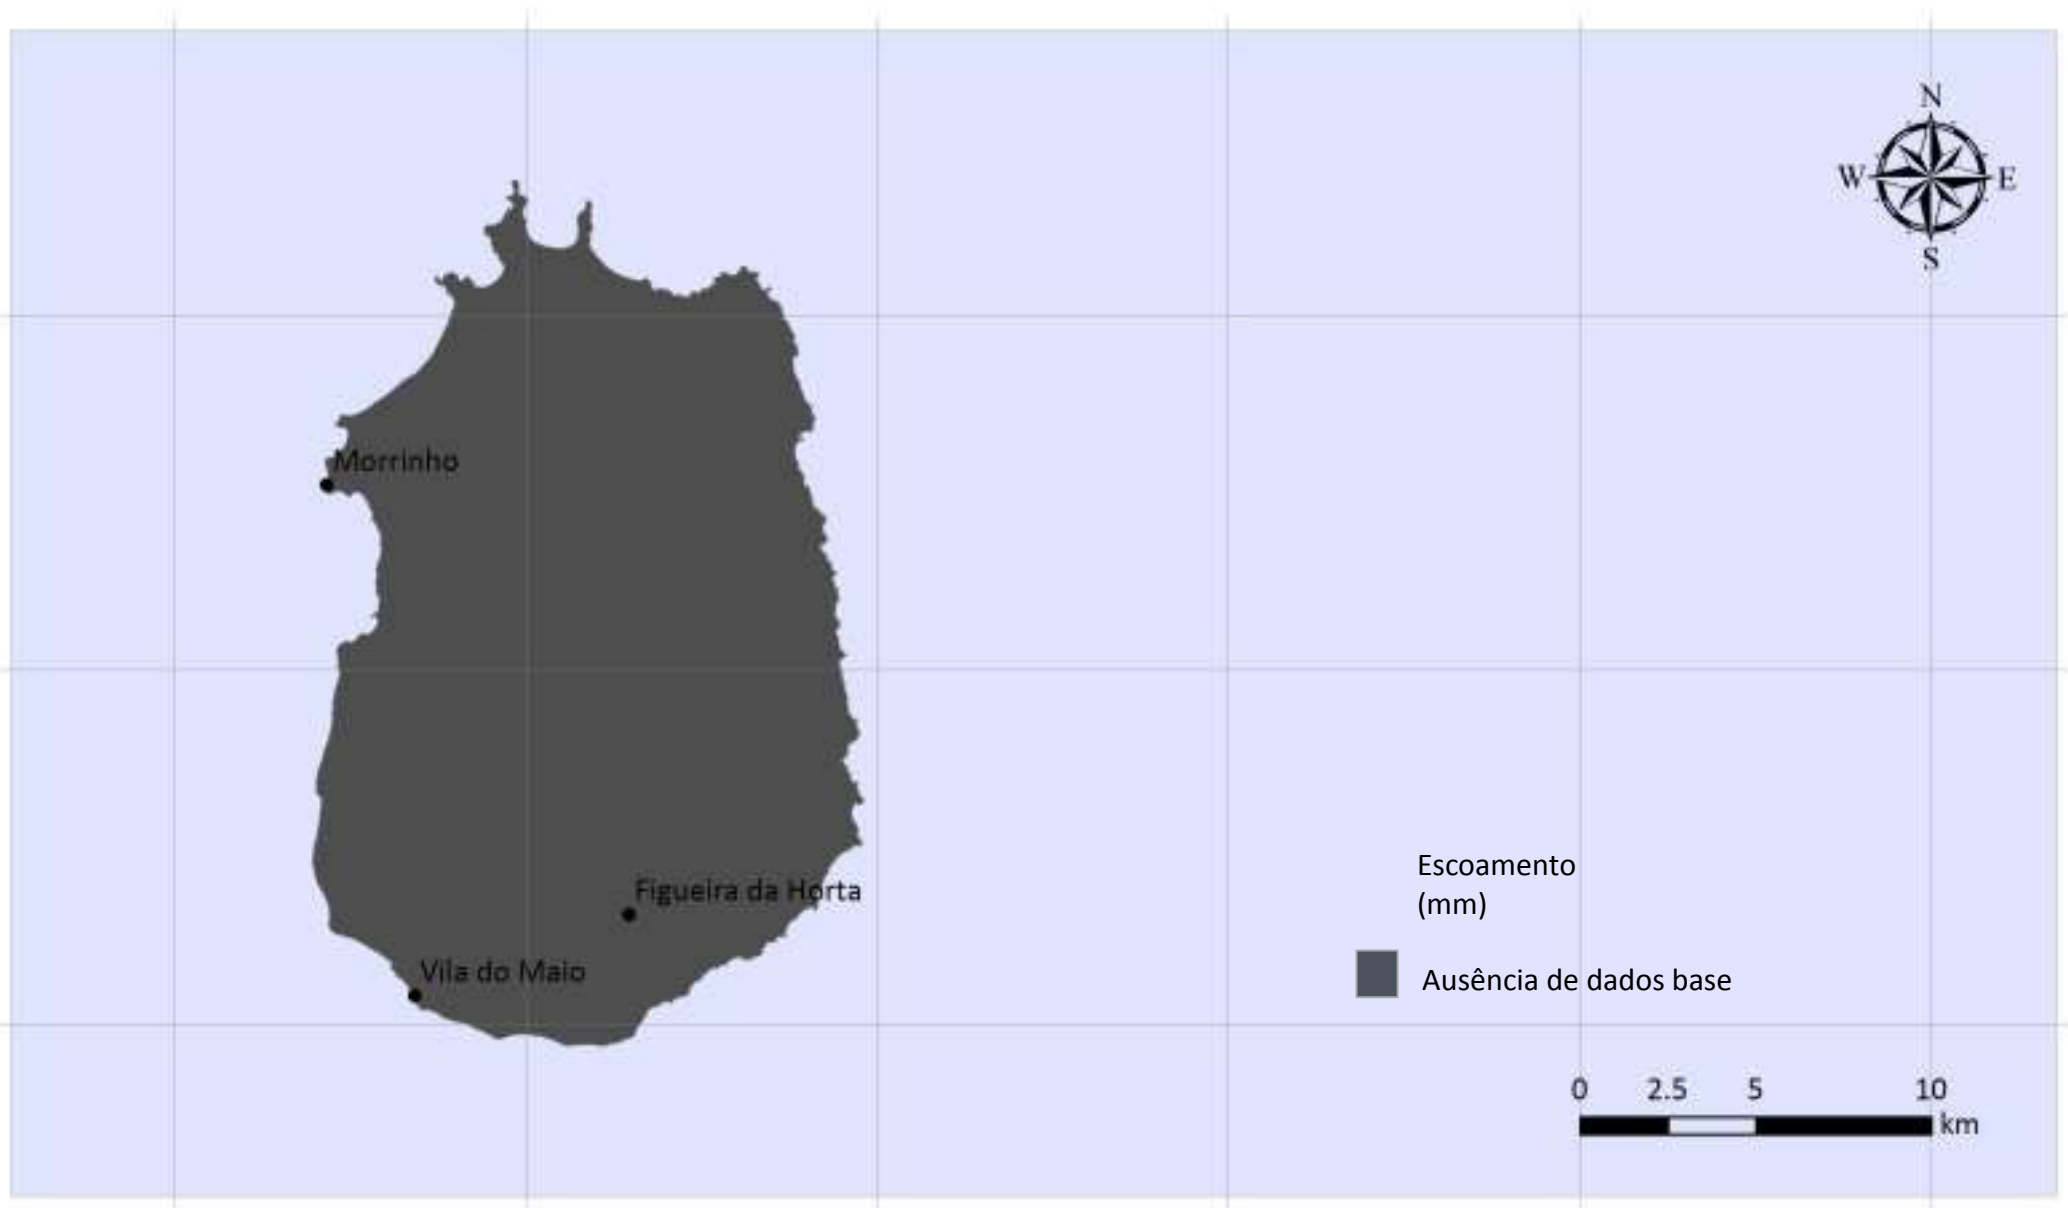 N
W
E
S
Morrinho
Figueira da Horta
Vila do Maio
Escoamento
(mm)
Ausência de dados base
0 2.5 5 10
km